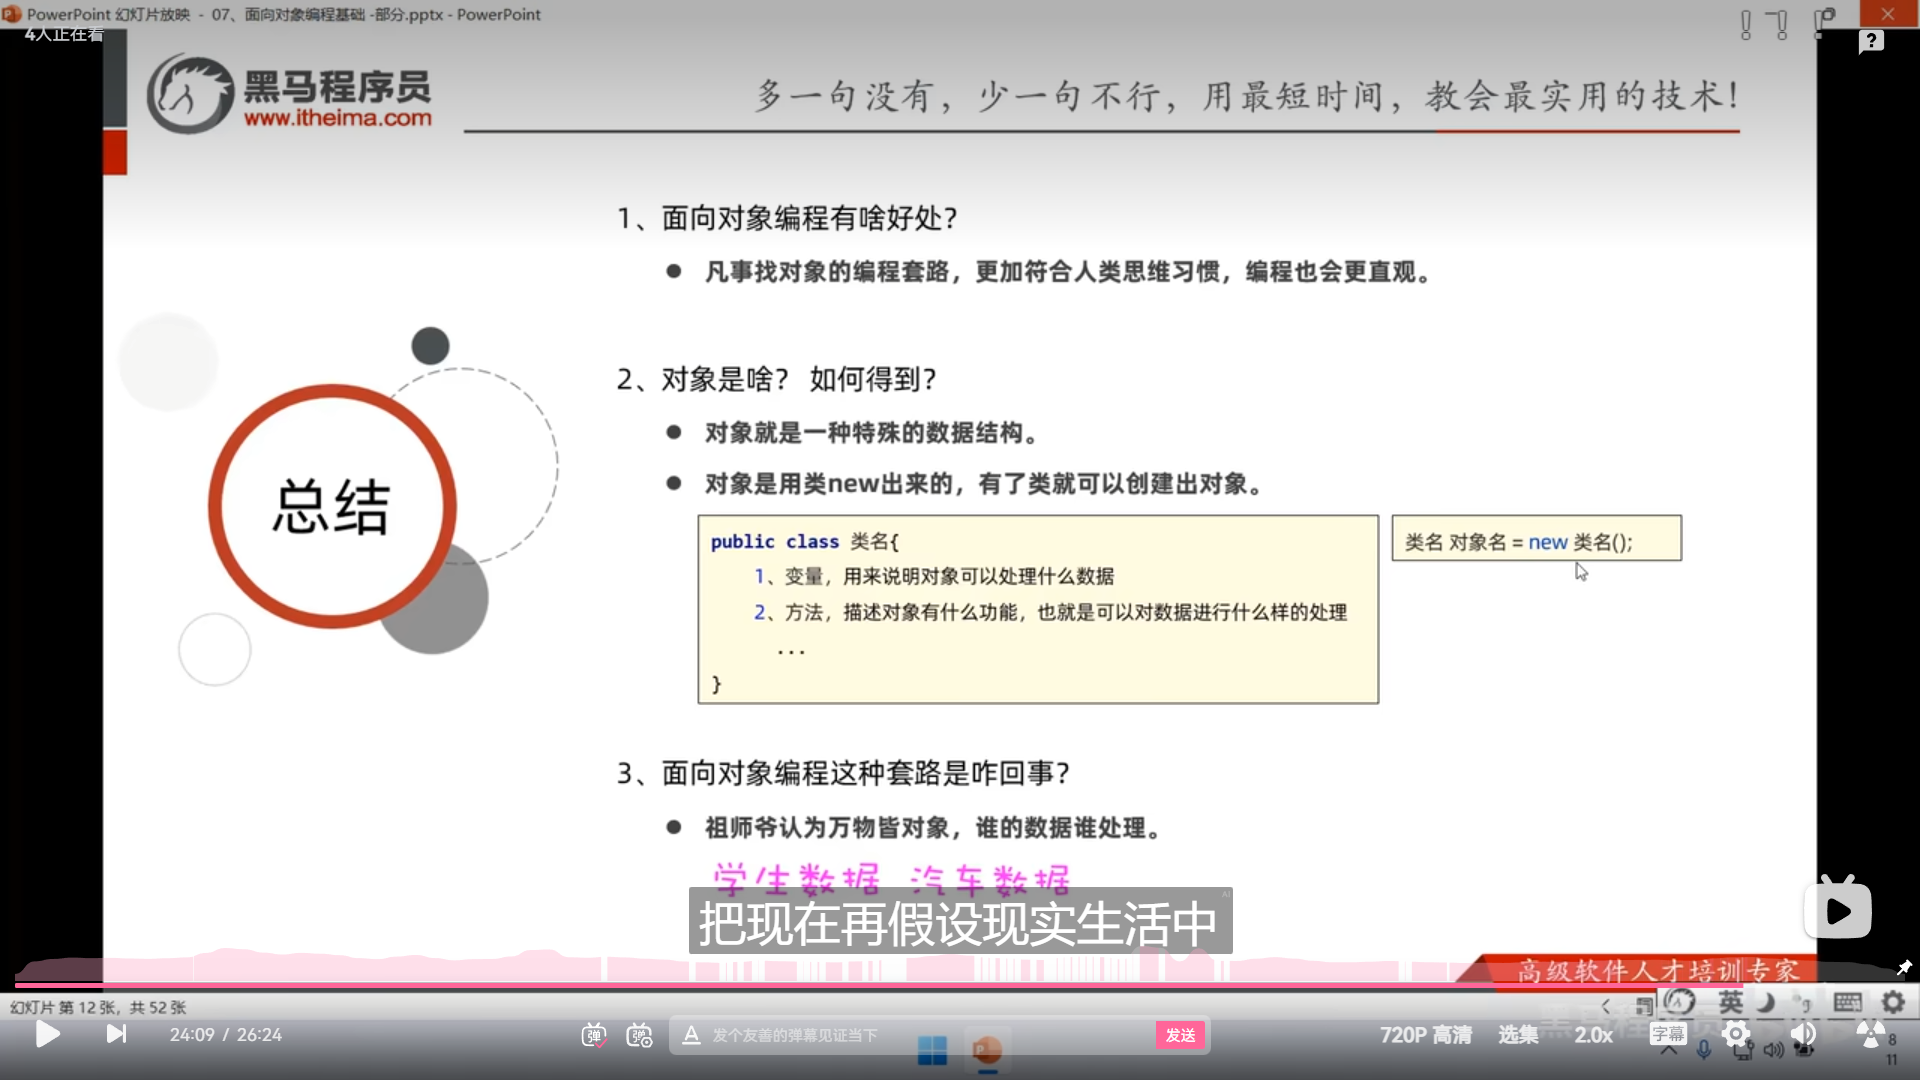 PowerPoint 幻灯片放映 - 07、面向对象编程基础 -部分.pptx - PowerPoint
4人正在看
黑马程序员
www.itheima.com
多一句没有，少一句不行，用最短时间，教会最实用的技术！
1、面向对象编程有啥好处？
● 凡事找对象的编程套路，更加符合人类思维习惯，编程也会更直观。
2、对象是啥？ 如何得到？
● 对象就是一种特殊的数据结构。
● 对象是用类new出来的，有了类就可以创建出对象。
总结
public class 类名{
1、变量，用来说明对象可以处理什么数据
2、方法，描述对象有什么功能，也就是可以对数据进行什么样的处理
...
}
类名 对象名 = new 类名();
3、面向对象编程这种套路是咋回事？
● 祖师爷认为万物皆对象，谁的数据谁处理。
学生数据 汽车数据
把现在再假设现实生活中
高级软件人才培训专家
幻灯片 第 12 张，共 52 张
英
24:09 / 26:24
弹
弹
A 发个友善的弹幕见证当下
发送
720P 高清
选集
2.0x
字幕
8
11